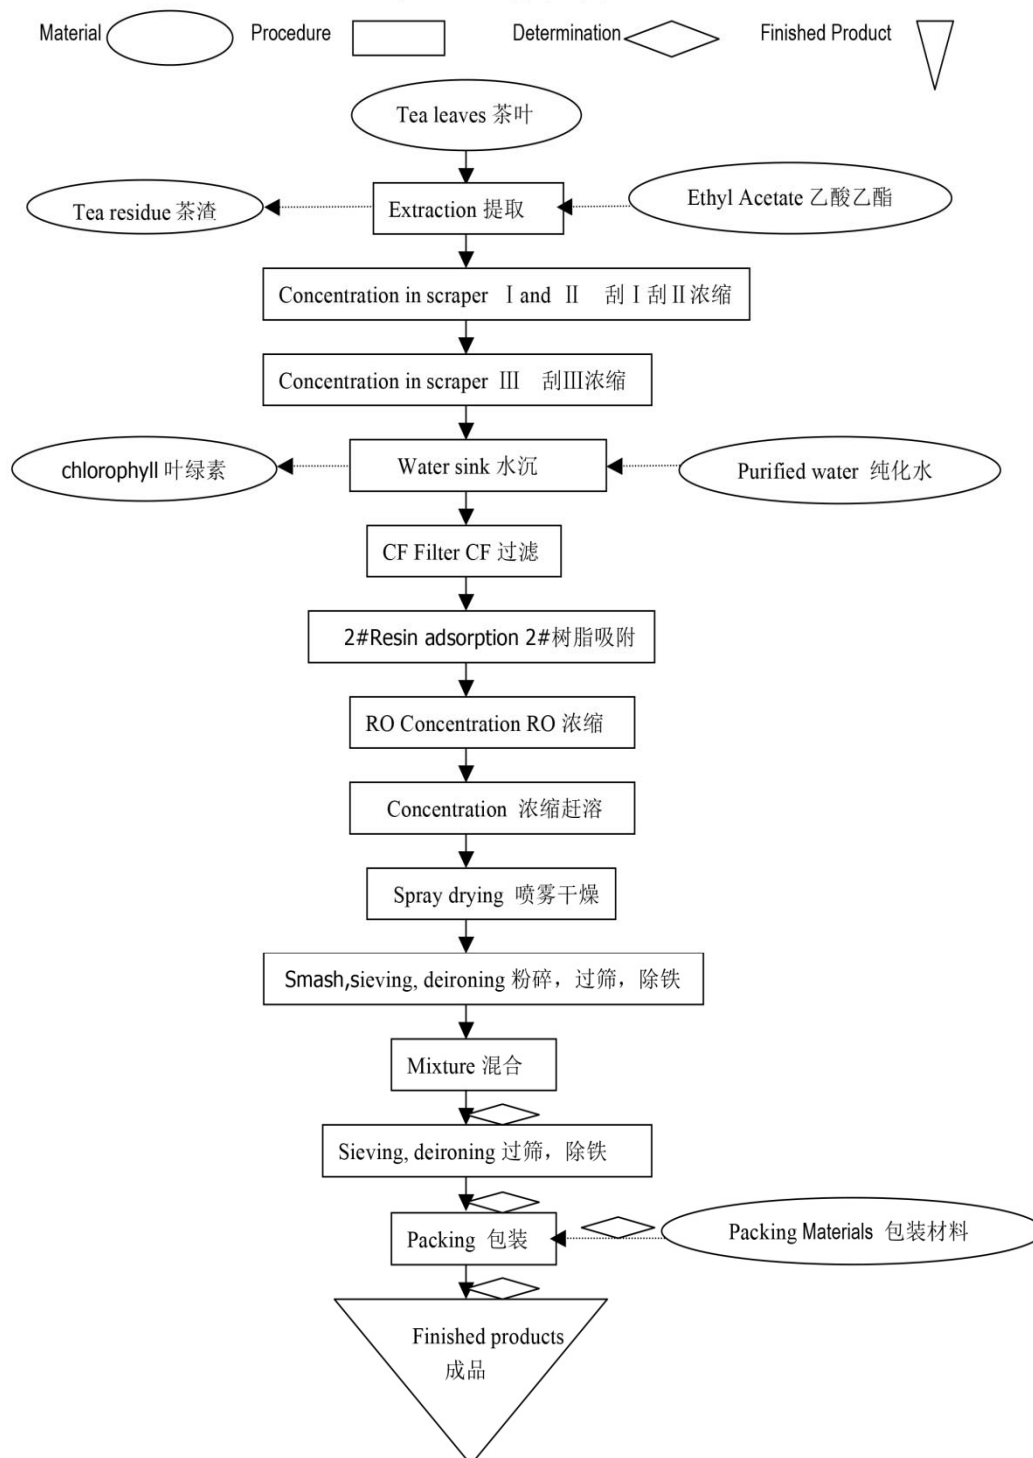 Material Procedure Determination Finished Product
Tea leaves 茶叶
Tea residue 茶渣 Extraction 提取 Ethyl Acetate 乙酸乙酯
Concentration in scraper Ⅰ and Ⅱ 刮Ⅰ刮Ⅱ浓缩
Concentration in scraper Ⅲ 刮Ⅲ浓缩
chlorophyll 叶绿素 Water sink 水沉 Purified water 纯化水
CF Filter CF 过滤
2#Resin adsorption 2#树脂吸附
RO Concentration RO 浓缩
Concentration 浓缩赶溶
Spray drying 喷雾干燥
Smash,sieving, deironing 粉碎，过筛，除铁
Mixture 混合
Sieving, deironing 过筛，除铁
Packing 包装 Packing Materials 包装材料
Finished products
成品